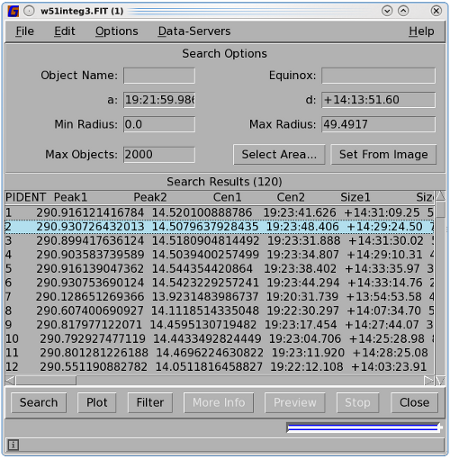 w51integ3.FIT (1)
File Edit Options Data-Servers Help
Search Options
Object Name: Equinox:
a: 19:21:59.986 d: +14:13:51.60
Min Radius: 0.0 Max Radius: 49.4917
Max Objects: 2000 Select Area... Set From Image
Search Results (120)
PIDENT Peak1 Peak2 Cen1 Cen2 Size1 Size
1 290.916121416784 14.520100888786 19:23:41.626 +14:31:09.25 5
2 290.930726432013 14.5079637928435 19:23:48.406 +14:29:24.50 7
3 290.899417636124 14.5180904814492 19:23:31.888 +14:31:30.02 5
4 290.903583739589 14.5039400257499 19:23:34.807 +14:29:10.31 4
5 290.916139047362 14.544354420864 19:23:38.402 +14:33:35.97 3
6 290.930753690124 14.5423229257241 19:23:44.294 +14:33:14.76 2
7 290.128651269366 13.9231483986737 19:20:31.739 +13:54:53.58 4
8 290.607400690927 14.1118514335048 19:22:30.297 +14:07:34.70 5
9 290.817977122071 14.4595130719482 19:23:17.454 +14:27:44.07 3
10 290.792927477119 14.4433492824449 19:23:04.706 +14:25:28.98 8
11 290.801281226188 14.4696224630822 19:23:11.920 +14:28:25.08
12 290.551190882782 14.0511816458827 19:22:12.108 +14:03:23.91
Search Plot Filter More Info Preview Stop Close